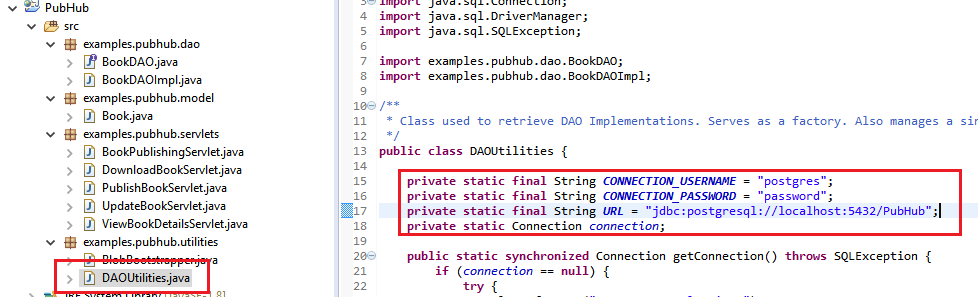 PubHub
src
examples.pubhub.dao
BookDAO.java
BookDAOImpl.java
examples.pubhub.model
Book.java
examples.pubhub.servlets
BookPublishingServlet.java
DownloadBookServlet.java
PublishBookServlet.java
UpdateBookServlet.java
ViewBookDetailsServlet.java
examples.pubhub.utilities
BlobBootstrapper.java
DAOUtilities.java
3 import java.sql.Connection;
4 import java.sql.DriverManager;
5 import java.sql.SQLException;
6
7 import examples.pubhub.dao.BookDAO;
8 import examples.pubhub.dao.BookDAOImpl;
9
10 /**
11 * Class used to retrieve DAO Implementations. Serves as a factory. Also manages a
12 */
13 public class DAOUtilities {
14
15 private static final String CONNECTION_USERNAME = "postgres";
16 private static final String CONNECTION_PASSWORD = "password";
17 private static final String URL = "jdbc:postgresql://localhost:5432/PubHub";
18 private static Connection connection;
19
20 public static synchronized Connection getConnection() throws SQLException {
21 if (connection == null) {
22 try {